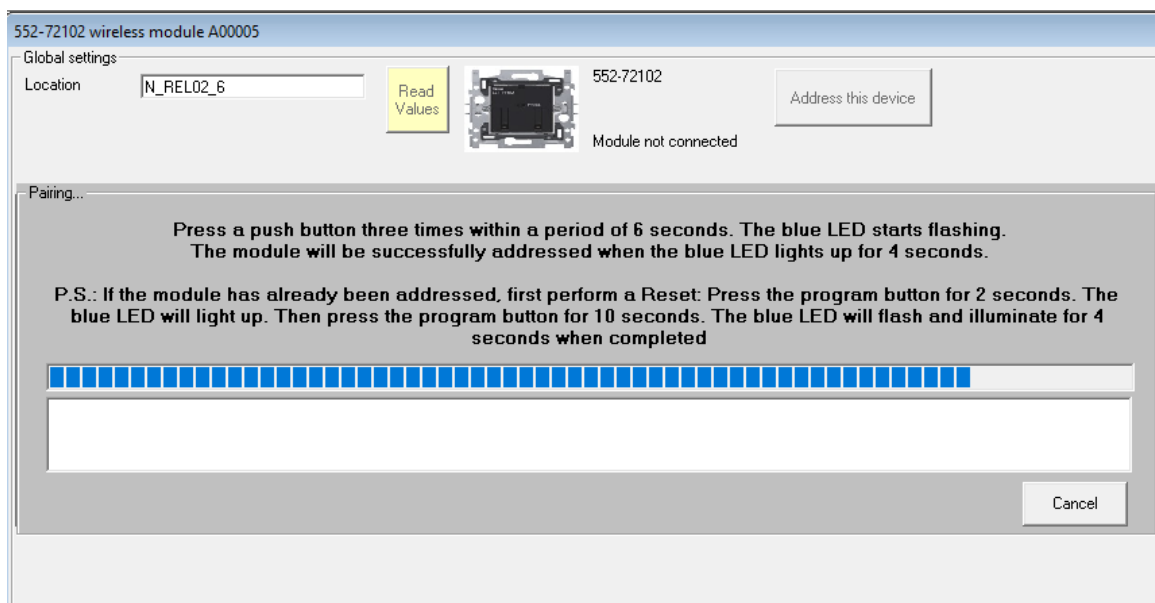 552-72102 wireless module A00005
Global settings
Location
N_REL02_6
Read
Values
552-72102
Address this device
Module not connected
Pairing...
Press a push button three times within a period of 6 seconds. The blue LED starts flashing.
The module will be successfully addressed when the blue LED lights up for 4 seconds.
P.S.: If the module has already been addressed, first perform a Reset: Press the program button for 2 seconds. The
blue LED will light up. Then press the program button for 10 seconds. The blue LED will flash and illuminate for 4
seconds when completed
Cancel